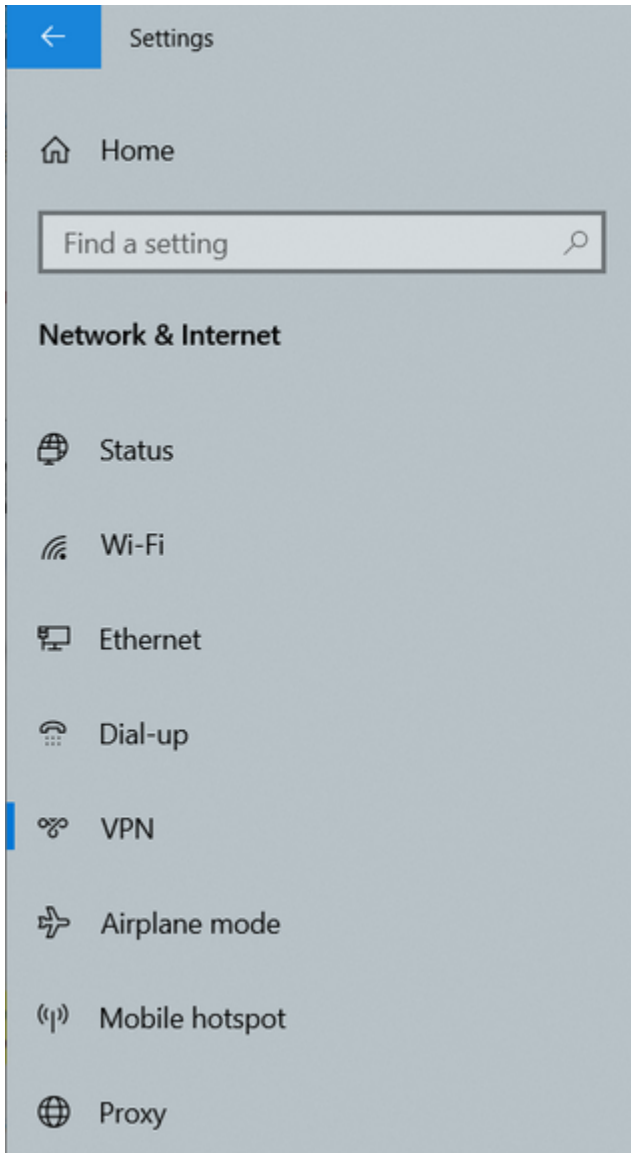 Settings
Home
Find a setting
Network & Internet
Status
Wi-Fi
Ethernet
Dial-up
VPN
Airplane mode
Mobile hotspot
Proxy